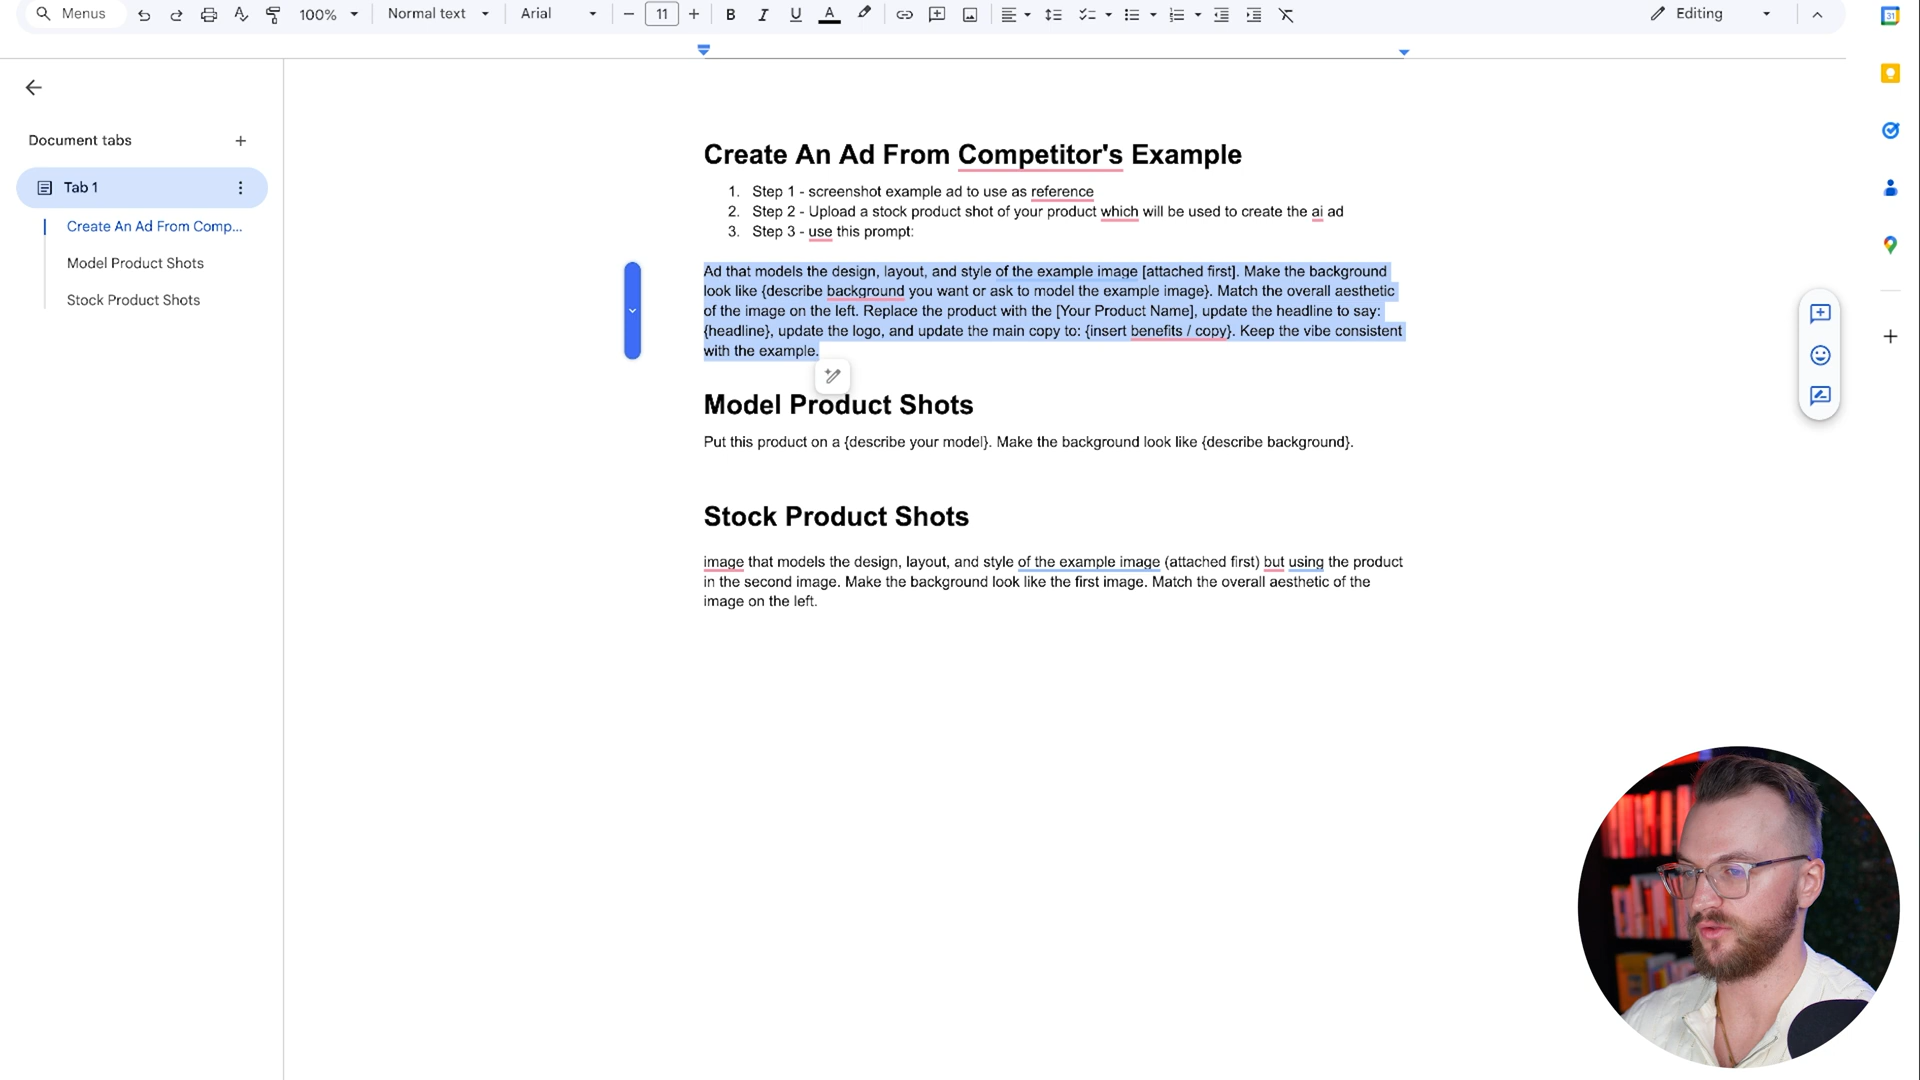 Menus
100%
Normal text
Arial
11
Editing
31
Document tabs
Tab 1
Create An Ad From Comp...
Model Product Shots
Stock Product Shots
Create An Ad From Competitor's Example
1. Step 1 - screenshot example ad to use as reference
2. Step 2 - Upload a stock product shot of your product which will be used to create the ai ad
3. Step 3 - use this prompt:
Ad that models the design, layout, and style of the example image [attached first]. Make the background
look like {describe background you want or ask to model the example image}. Match the overall aesthetic
of the image on the left. Replace the product with the [Your Product Name], update the headline to say:
{headline}, update the logo, and update the main copy to: {insert benefits / copy}. Keep the vibe consistent
with the example.
Model Product Shots
Put this product on a {describe your model}. Make the background look like {describe background}.
Stock Product Shots
image that models the design, layout, and style of the example image (attached first) but using the product
in the second image. Make the background look like the first image. Match the overall aesthetic of the
image on the left.